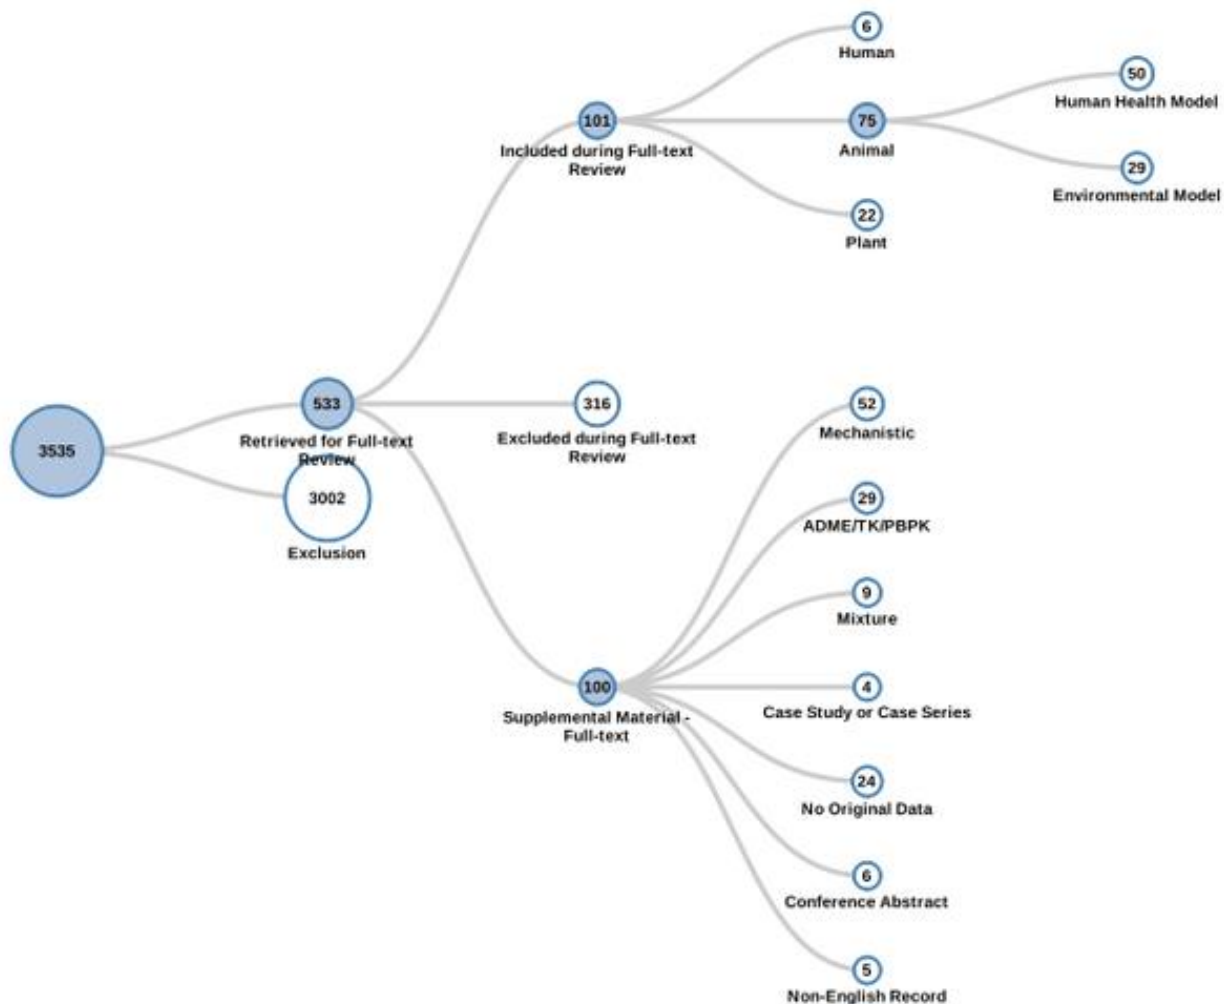 6
Human
50
Human Health Model
101
Included during Full-text
Review
75
Animal
29
Environmental Model
22
Plant
3535
533
Retrieved for Full-text
Review
3002
Exclusion
316
Excluded during Full-text
Review
52
Mechanistic
29
ADME/TK/PBPK
9
Mixture
100
Supplemental Material -
Full-text
4
Case Study or Case Series
24
No Original Data
6
Conference Abstract
5
Non-English Record